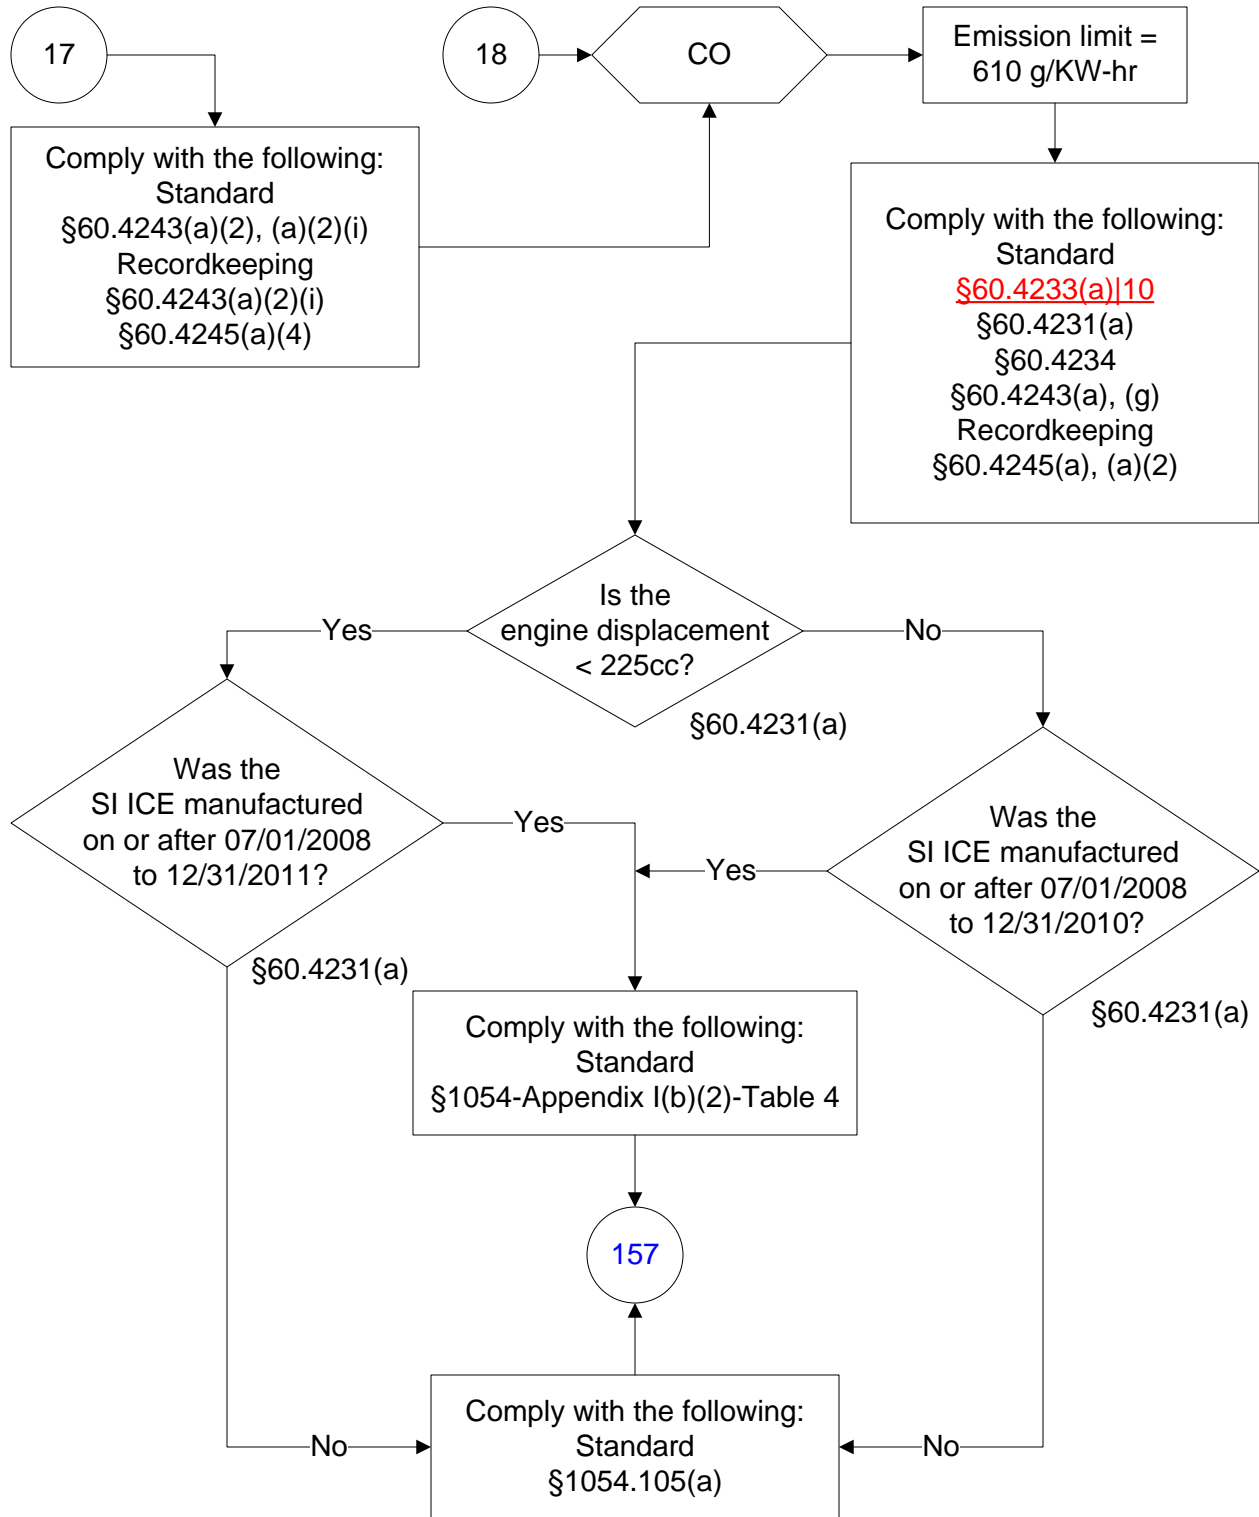 17
18
CO
Emission limit =
610 g/KW-hr
Comply with the following:
Standard
§60.4243(a)(2), (a)(2)(i)
Recordkeeping
§60.4243(a)(2)(i)
§60.4245(a)(4)
Comply with the following:
Standard
§60.4233(a)|10
§60.4231(a)
§60.4234
§60.4243(a), (g)
Recordkeeping
§60.4245(a), (a)(2)
Is the
engine displacement
< 225cc?
Yes
No
§60.4231(a)
Was the
SI ICE manufactured
on or after 07/01/2008
to 12/31/2011?
Yes
§60.4231(a)
Was the
SI ICE manufactured
on or after 07/01/2008
to 12/31/2010?
Yes
§60.4231(a)
Comply with the following:
Standard
§1054-Appendix I(b)(2)-Table 4
157
No
Comply with the following:
Standard
§1054.105(a)
No